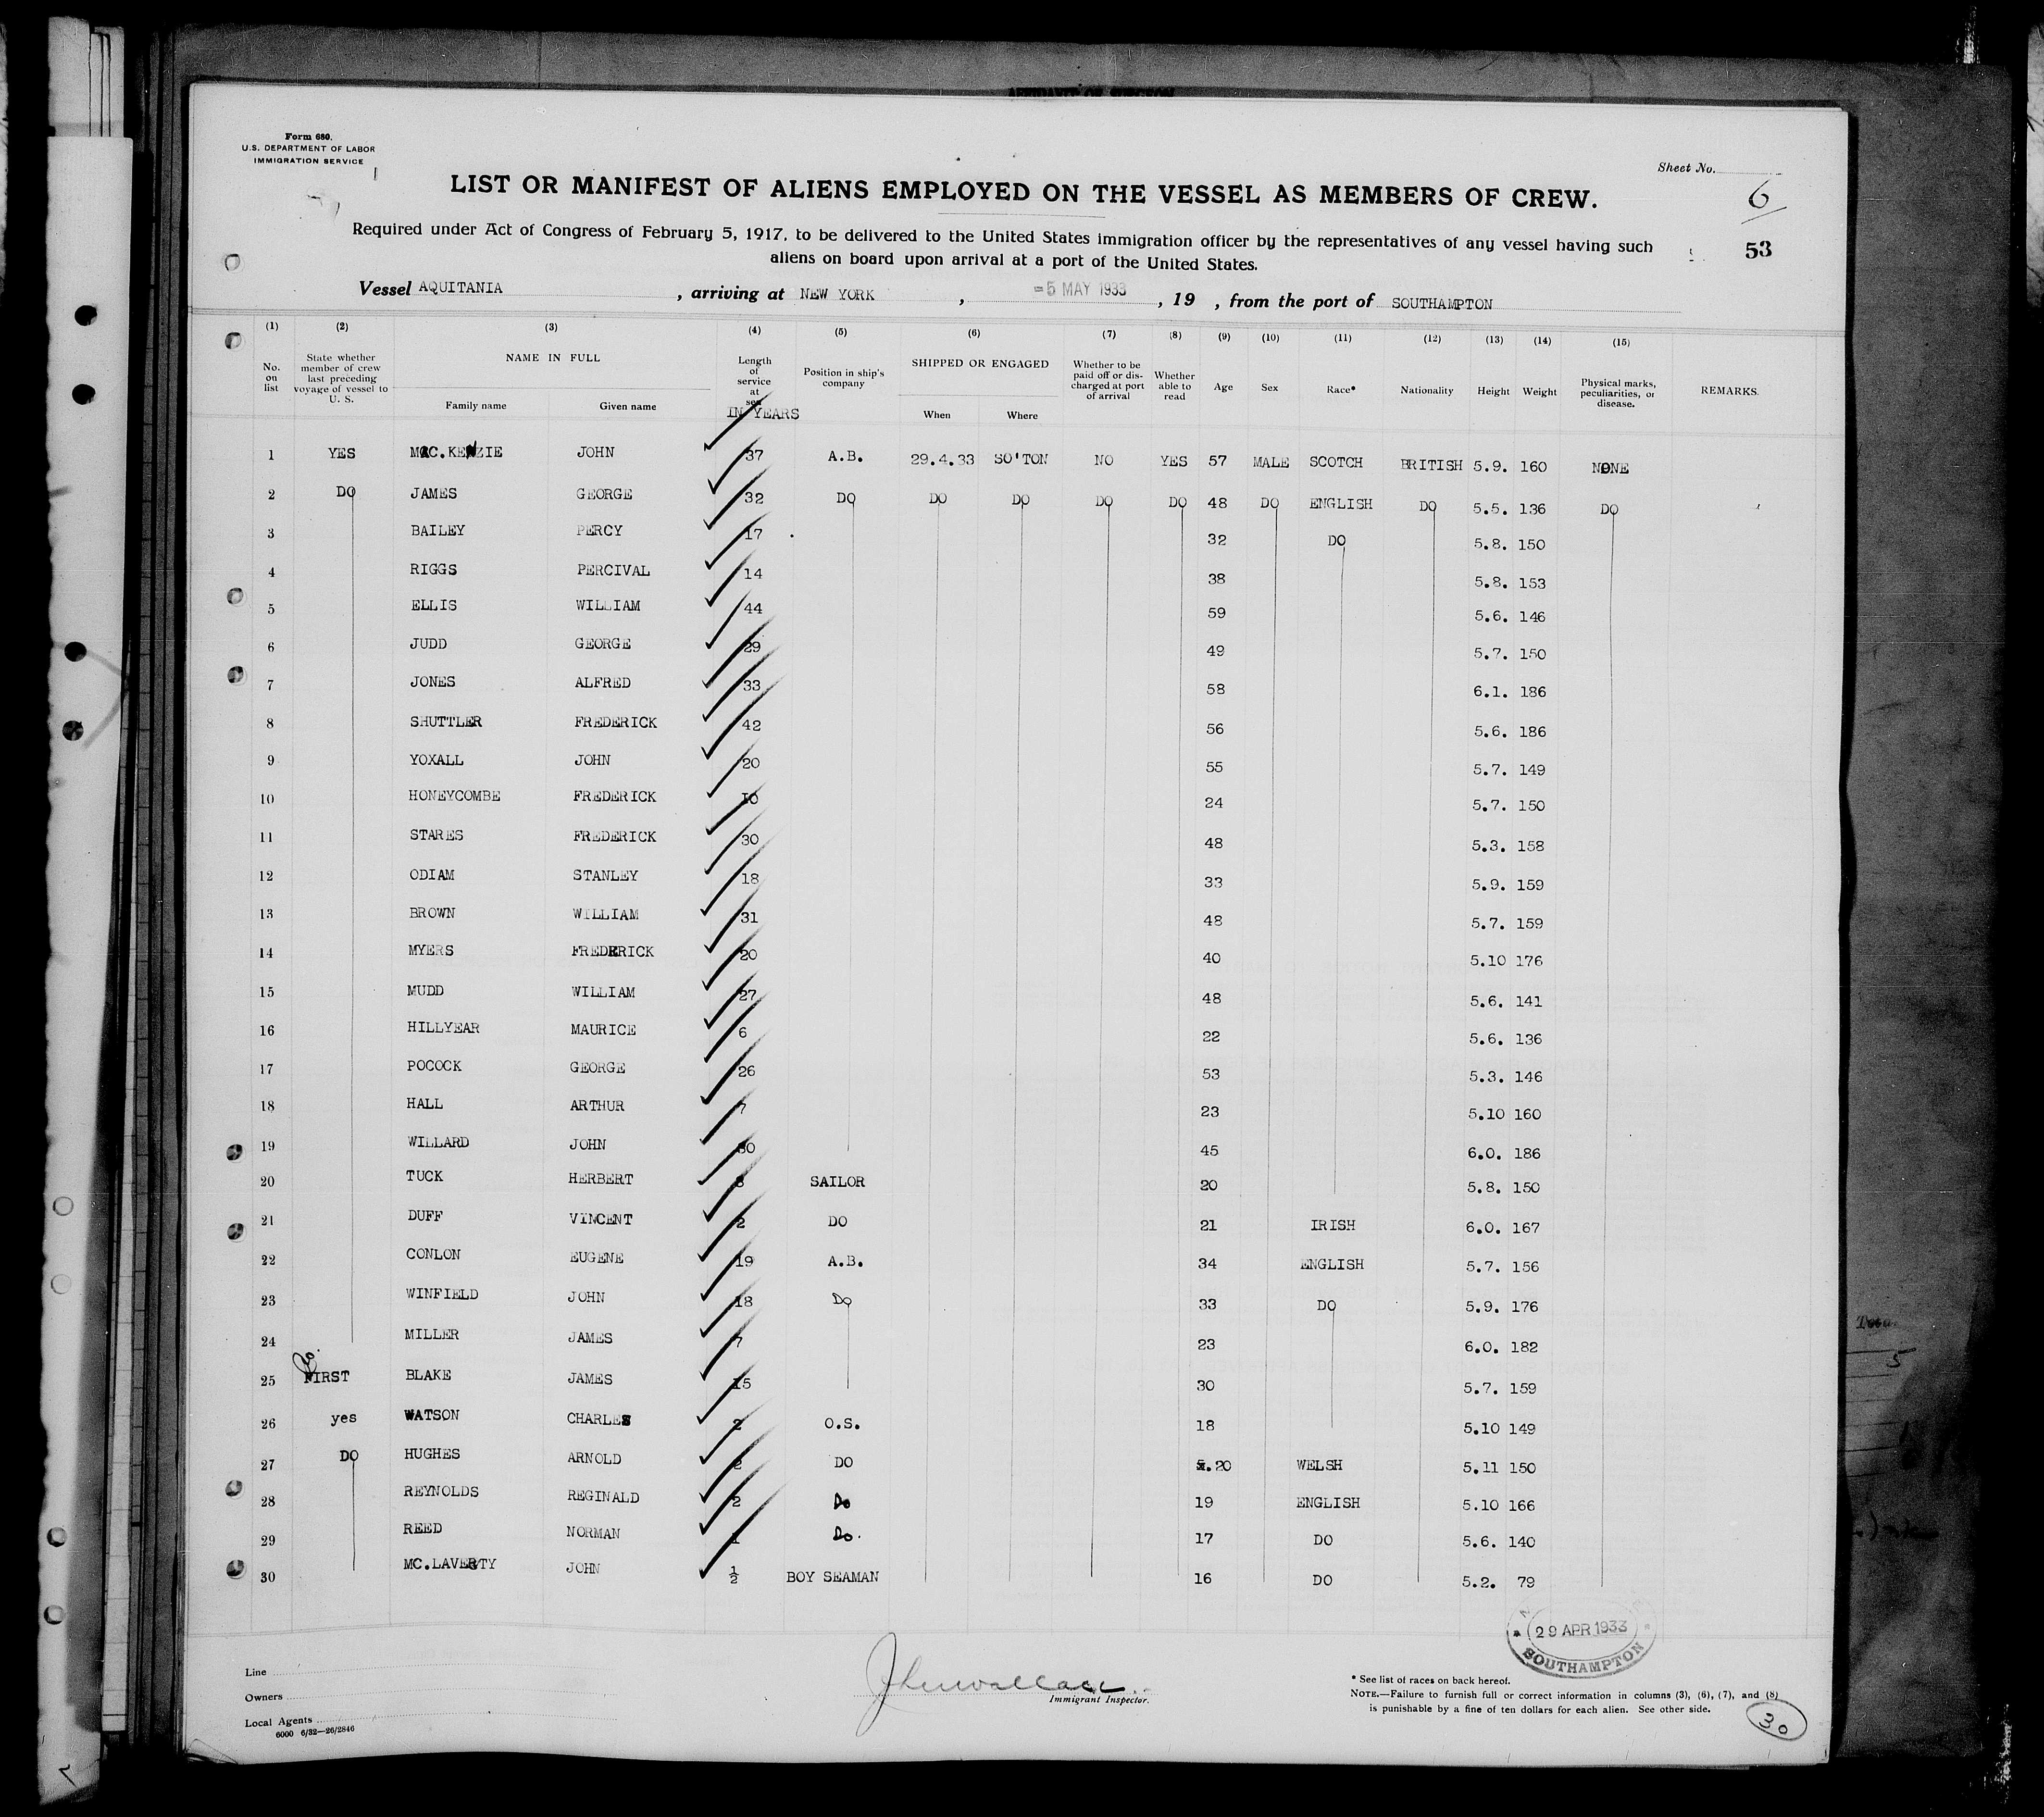 Form 680.
U.S. DEPARTMENT OF LABOR
IMMIGRATION SERVICE
Sheet No.
6
LIST OR MANIFEST OF ALIENS EMPLOYED ON THE VESSEL AS MEMBERS OF CREW.
53
Required under Act of Congress of February 5, 1917, to be delivered to the United States immigration officer by the representatives of any vessel having such
aliens on board upon arrival at a port of the United States.
Vessel AQUITANIA , arriving at NEW YORK , -5 MAY 1933 , 19 , from the port of SOUTHAMPTON
(1) (2) (3) (4) (5) (6) (7) (8) (9) (10) (11) (12) (13) (14) (15)
No. on list State whether member of crew last preceding voyage of vessel to U. S. NAME IN FULL Family name Given name Length of service at sea IN YEARS Position in ship's company SHIPPED OR ENGAGED When Where Whether to be paid off or discharged at port of arrival Whether able to read Age Sex Race* Nationality Height Weight Physical marks, peculiarities, or disease. REMARKS.
1 YES MAC.KENZIE JOHN 37 A.B. 29.4.33 SO'TON NO YES 57 MALE SCOTCH BRITISH 5.9. 160 NONE
2 DO JAMES GEORGE 32 DO DO DO DO DO 48 DO ENGLISH DO 5.5. 136 DO
3 BAILEY PERCY 17 32 DO 5.8. 150
4 RIGGS PERCIVAL 14 38 5.8. 153
5 ELLIS WILLIAM 44 59 5.6. 146
6 JUDD GEORGE 29 49 5.7. 150
7 JONES ALFRED 33 58 6.1. 186
8 SHUTTLER FREDERICK 42 56 5.6. 186
9 YOXALL JOHN 20 55 5.7. 149
10 HONEYCOMBE FREDERICK 10 24 5.7. 150
11 STARES FREDERICK 30 48 5.3. 158
12 ODIAM STANLEY 18 33 5.9. 159
13 BROWN WILLIAM 31 48 5.7. 159
14 MYERS FREDERICK 20 40 5.10 176
15 MUDD WILLIAM 27 48 5.6. 141
16 HILLYEAR MAURICE 6 22 5.6. 136
17 POCOCK GEORGE 26 53 5.3. 146
18 HALL ARTHUR 7 23 5.10 160
19 WILLARD JOHN 30 45 6.0. 186
20 TUCK HERBERT SAILOR 20 5.8. 150
21 DUFF VINCENT 2 DO 21 IRISH 6.0. 167
22 CONLON EUGENE 19 A.B. 34 ENGLISH 5.7. 156
23 WINFIELD JOHN 18 Do 33 DO 5.9. 176
24 MILLER JAMES 7 23 6.0. 182
Do.
25 FIRST BLAKE JAMES 15 30 5.7. 159
26 yes WATSON CHARLES 2 O.S. 18 5.10 149
27 DO HUGHES ARNOLD 2 DO 20 WELSH 5.11 150
28 REYNOLDS REGINALD 2 Do 19 ENGLISH 5.10 166
29 REED NORMAN 1 Do. 17 DO 5.6. 140
30 MC.LAVERTY JOHN ½ BOY SEAMAN 16 DO 5.2. 79
29 APR 1933
SOUTHAMPTON
Line
Owners
Local Agents
6000 6/32—26/2846
Immigrant Inspector.
* See list of races on back hereof.
NOTE.—Failure to furnish full or correct information in columns (3), (6), (7), and (8)
is punishable by a fine of ten dollars for each alien. See other side.
30